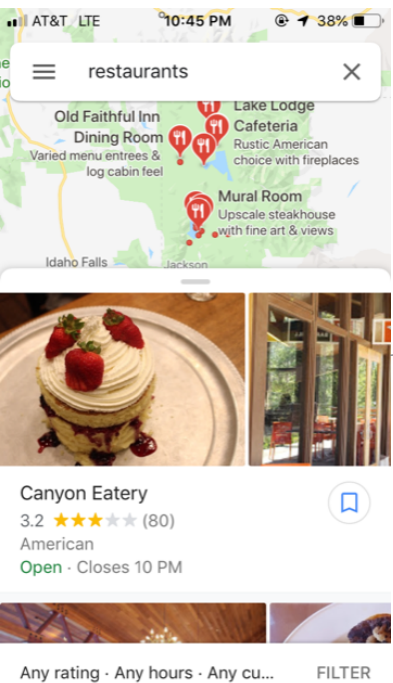 AT&T LTE 10:45 PM 38%
restaurants
Old Faithful Inn
Dining Room
Varied menu entrees &
log cabin feel
Lake Lodge
Cafeteria
Rustic American
choice with fireplaces
Mural Room
Upscale steakhouse
with fine art & views
Idaho Falls
Jackson
Canyon Eatery
3.2 (80)
American
Open · Closes 10 PM
Any rating · Any hours · Any cu... FILTER